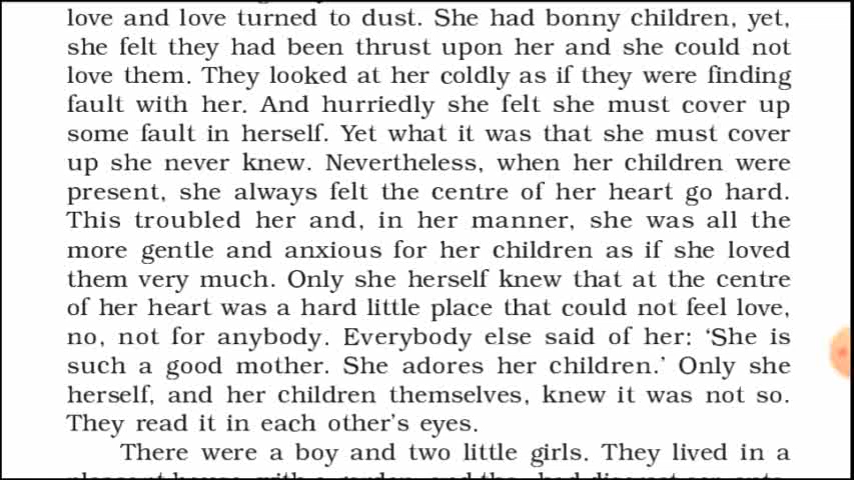 love and love turned to dust. She had bonny children, yet,
she felt they had been thrust upon her and she could not
love them. They looked at her coldly as if they were finding
fault with her. And hurriedly she felt she must cover up
some fault in herself. Yet what it was that she must cover
up she never knew. Nevertheless, when her children were
present, she always felt the centre of her heart go hard.
This troubled her and, in her manner, she was all the
more gentle and anxious for her children as if she loved
them very much. Only she herself knew that at the centre
of her heart was a hard little place that could not feel love,
no, not for anybody. Everybody else said of her: ‘She is
such a good mother. She adores her children.’ Only she
herself, and her children themselves, knew it was not so.
They read it in each other’s eyes.
There were a boy and two little girls. They lived in a